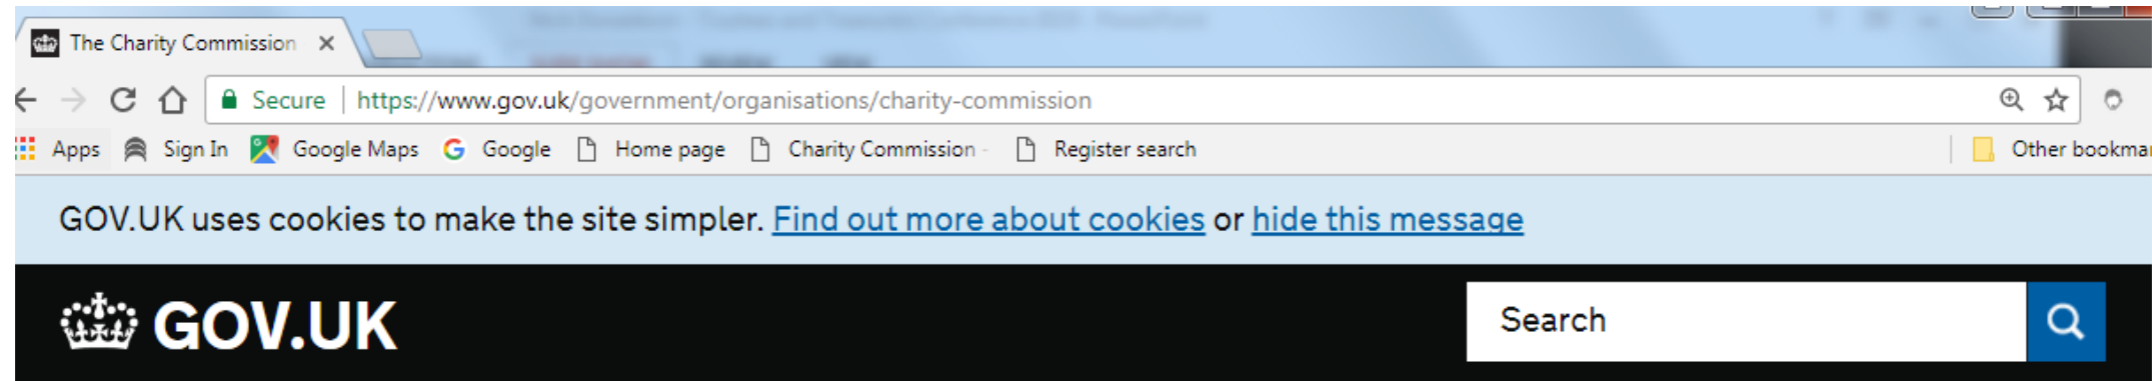 The Charity Commission
Secure https://www.gov.uk/government/organisations/charity-commission
Apps Sign In Google Maps Google Home page Charity Commission - Register search Other
GOV.UK uses cookies to make the site simpler. Find out more about cookies or hide this message
GOV.UK Search